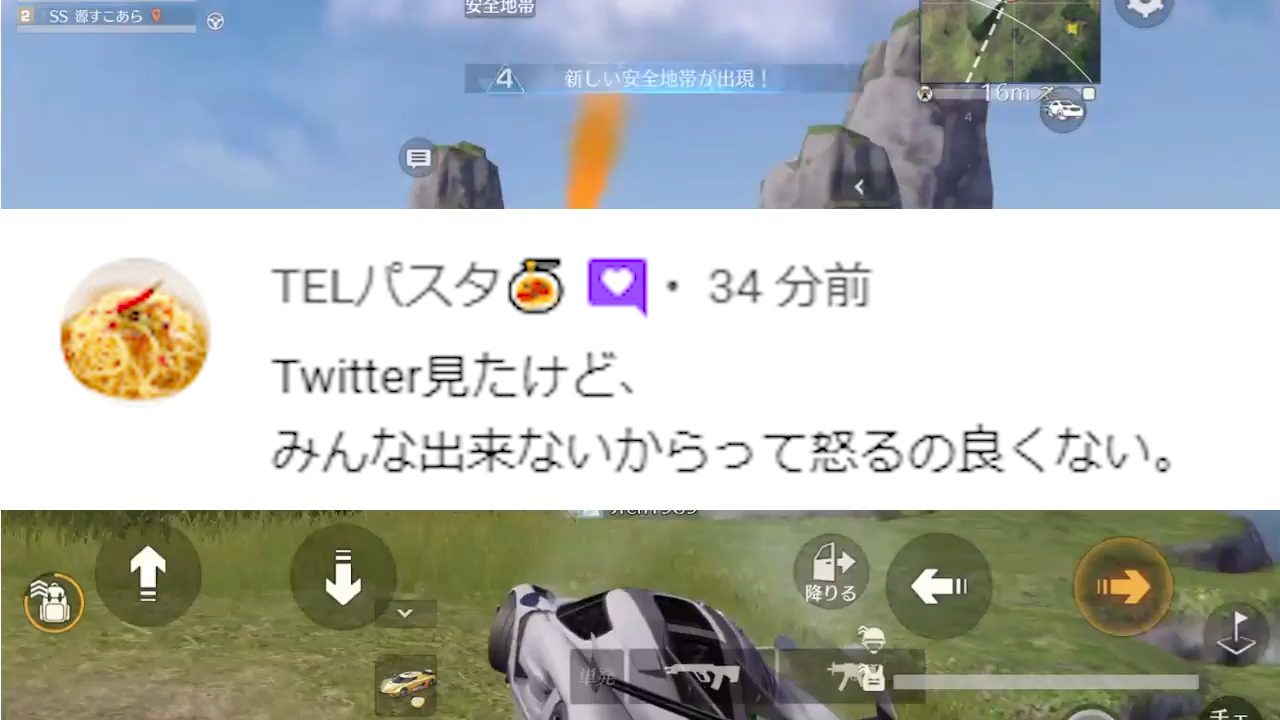 2 SS 源すこあら
安全地帯
4 新しい安全地帯が出現！
16m
4
TELパスタ • 34 分前
Twitter見たけど、
みんな出来ないからって怒るの良くない。
降りる
単発